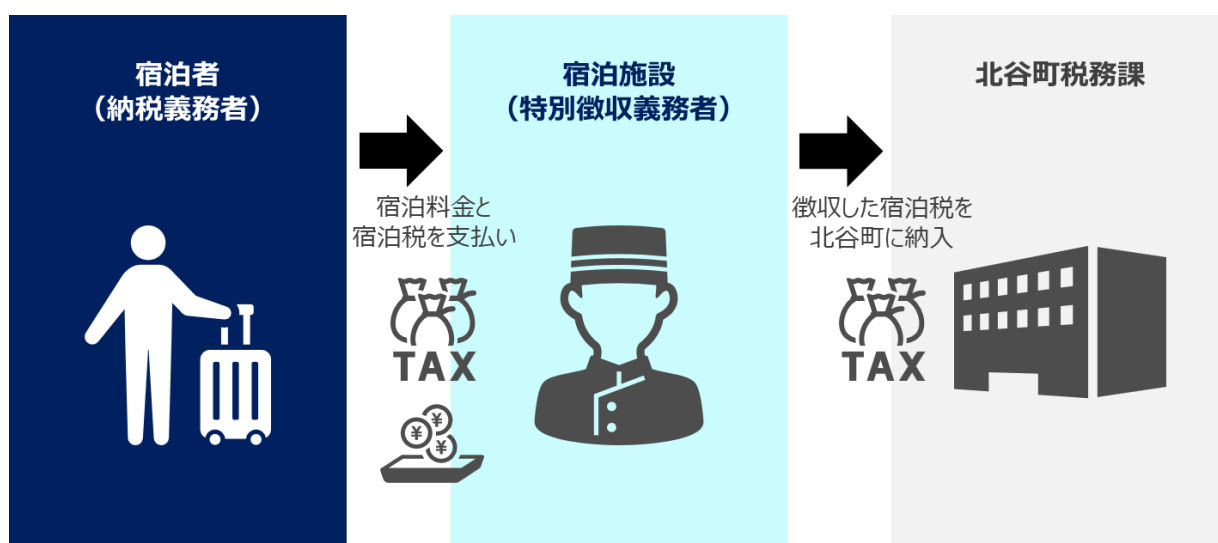 宿泊者
（納税義務者）
宿泊料金と
宿泊税を支払い
TAX
¥
¥
¥
宿泊施設
（特別徴収義務者）
徴収した宿泊税を
北谷町に納入
TAX
北谷町税務課